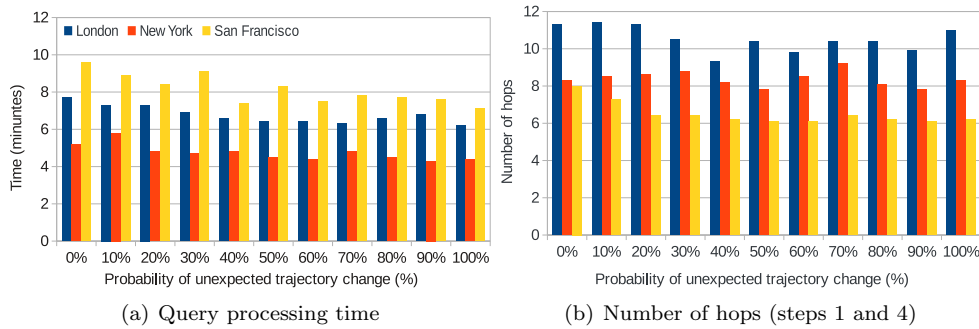 12
10
8
6
4
2
0
Time (minuntes)
London New York San Francisco
0% 10% 20% 30% 40% 50% 60% 70% 80% 90% 100%
Probability of unexpected trajectory change (%)
(a) Query processing time
12
10
8
6
4
2
0
Number of hops
0% 10% 20% 30% 40% 50% 60% 70% 80% 90% 100%
Probability of unexpected trajectory change (%)
(b) Number of hops (steps 1 and 4)